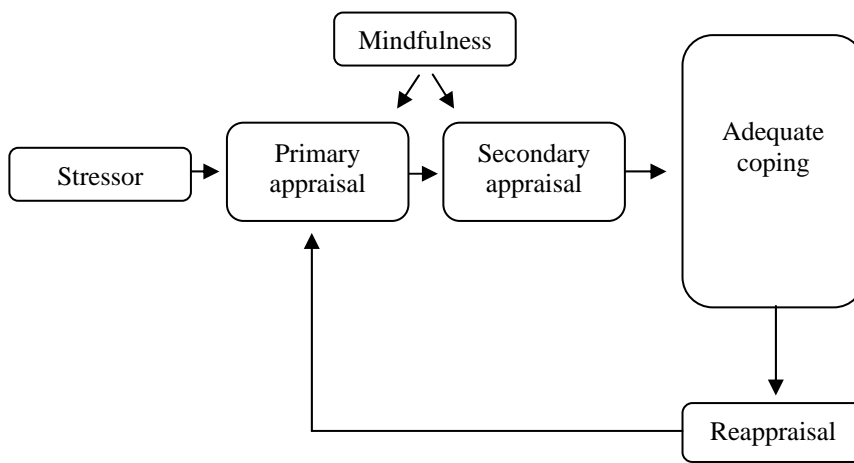 Mindfulness
Stressor
Primary
appraisal
Secondary
appraisal
Adequate
coping
Reappraisal